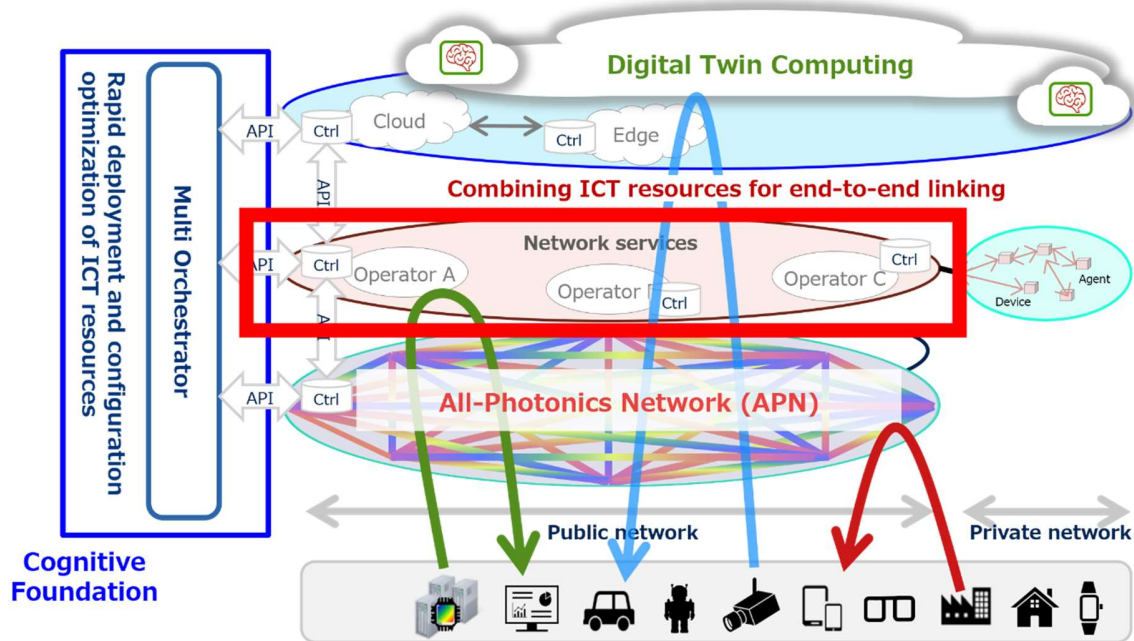 Digital Twin Computing
Rapid deployment and configuration
optimization of ICT resources
Multi Orchestrator
API
Ctrl
Cloud
Ctrl
Edge
API
Combining ICT resources for end-to-end linking
Network services
API
Ctrl
Operator A
Operator
Ctrl
Operator C
Ctrl
Device
Agent
API
Ctrl
All-Photonics Network (APN)
Public network
Private network
Cognitive
Foundation